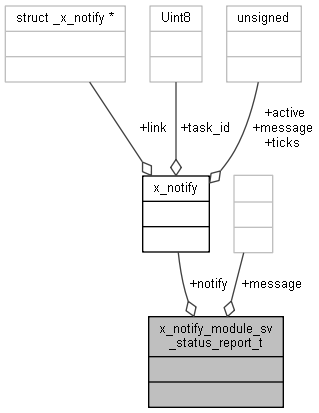 struct _x_notify *
Uint8
unsigned
+link
+task_id
+active
+message
+ticks
x_notify
+notify
+message
x_notify_module_sv
_status_report_t